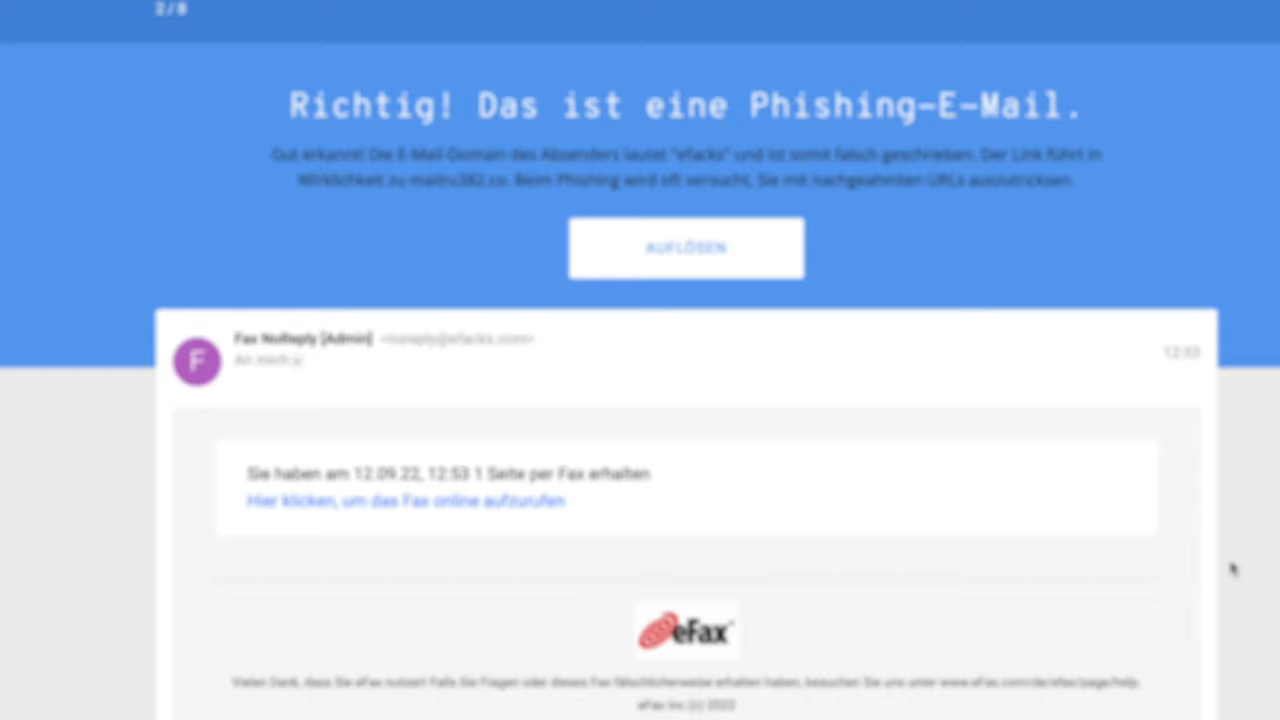 2/8
Richtig! Das ist eine Phishing-E-Mail.
Gut erkannt! Die E-Mail-Domain des Absenders lautet "efacks" und ist somit falsch geschrieben. Der Link führt in
Wirklichkeit zu mailru382.co. Beim Phishing wird oft versucht, Sie mit nachgeahmten URLs auszutricksen.
AUFLÖSEN
F
Fax NoReply [Admin] <noreply@efacks.com>
An mich
12:53
Sie haben am 12.09.22, 12:53 1 Seite per Fax erhalten
Hier klicken, um das Fax online aufzurufen
eFax
Vielen Dank, dass Sie eFax nutzen! Falls Sie Fragen oder dieses Fax fälschlicherweise erhalten haben, besuchen Sie uns unter www.eFax.com/de/efax/page/help.
eFax Inc (c) 2022